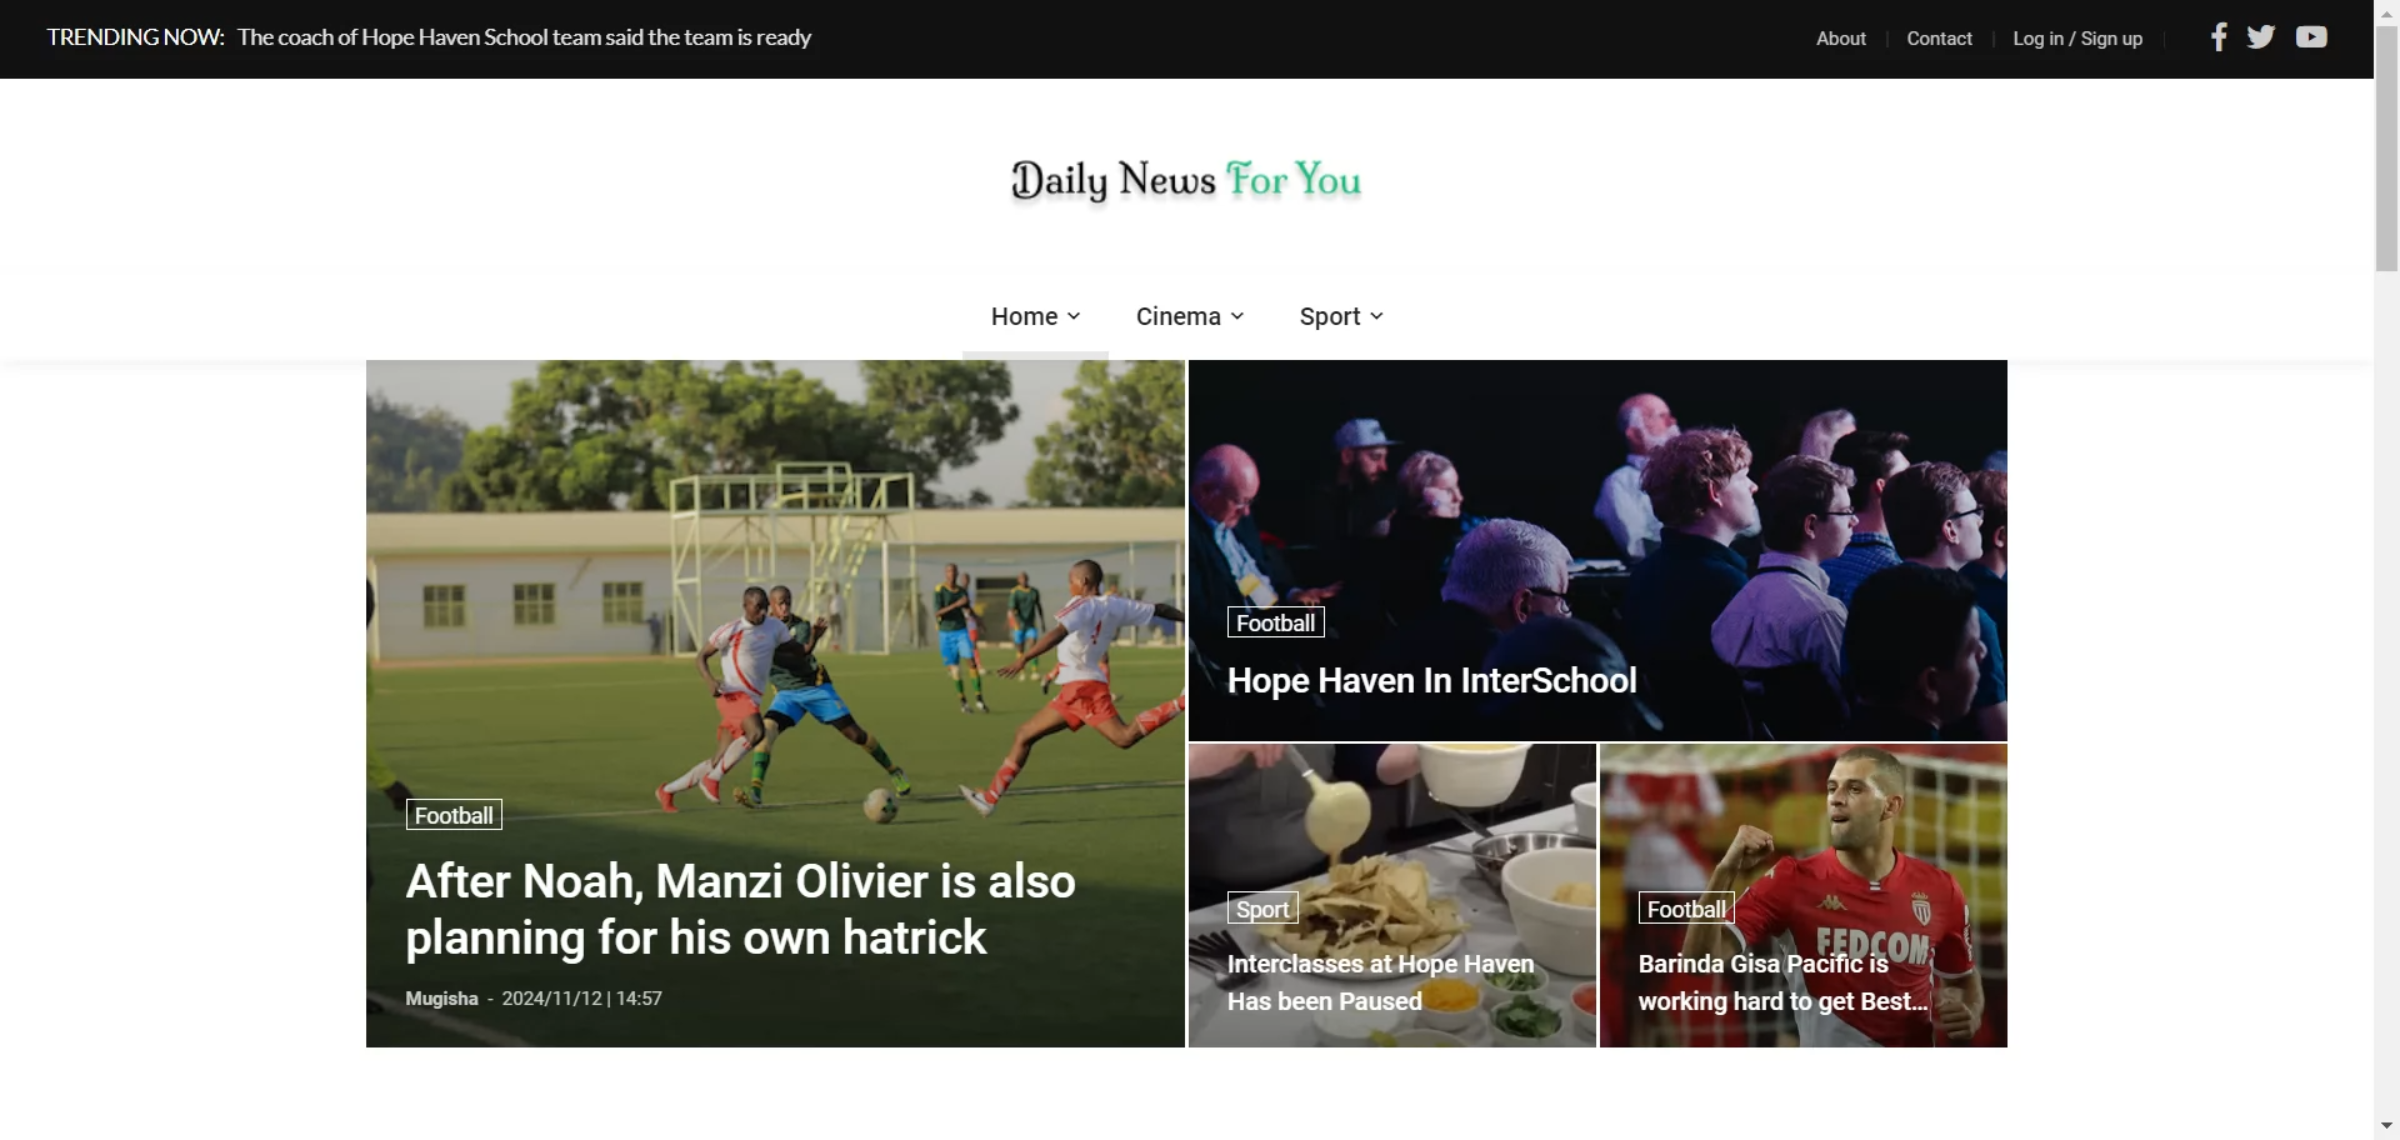 TRENDING NOW: The coach of Hope Haven School team said the team is ready
About | Contact | Log in / Sign up
Daily News For You
Home Cinema Sport
Football
After Noah, Manzi Olivier is also
planning for his own hatrick
Mugisha - 2024/11/12 | 14:57
Football
Hope Haven In InterSchool
Sport
Interclasses at Hope Haven
Has been Paused
FEDCOM
Football
Barinda Gisa Pacific is
working hard to get Best...